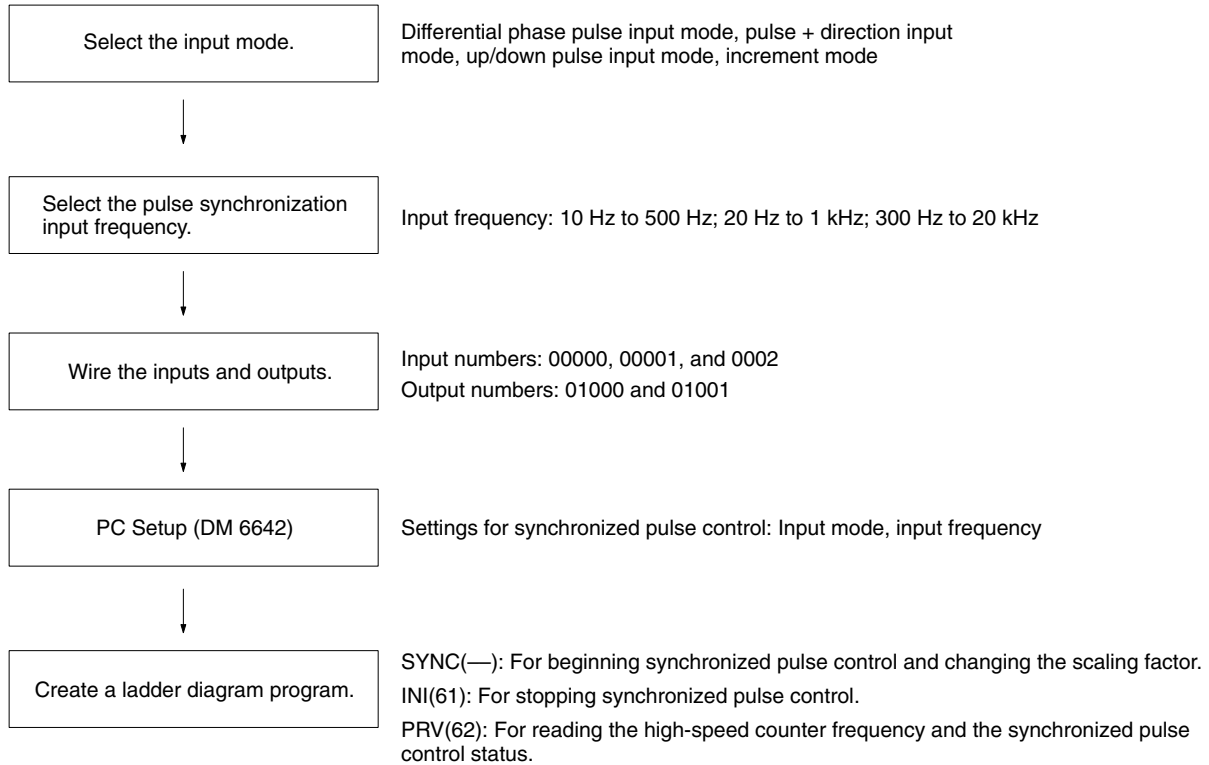 Select the input mode.
Differential phase pulse input mode, pulse + direction input
mode, up/down pulse input mode, increment mode
Select the pulse synchronization
input frequency.
Input frequency: 10 Hz to 500 Hz; 20 Hz to 1 kHz; 300 Hz to 20 kHz
Wire the inputs and outputs.
Input numbers: 00000, 00001, and 0002
Output numbers: 01000 and 01001
PC Setup (DM 6642)
Settings for synchronized pulse control: Input mode, input frequency
Create a ladder diagram program.
SYNC(––): For beginning synchronized pulse control and changing the scaling factor.
INI(61): For stopping synchronized pulse control.
PRV(62): For reading the high-speed counter frequency and the synchronized pulse
control status.